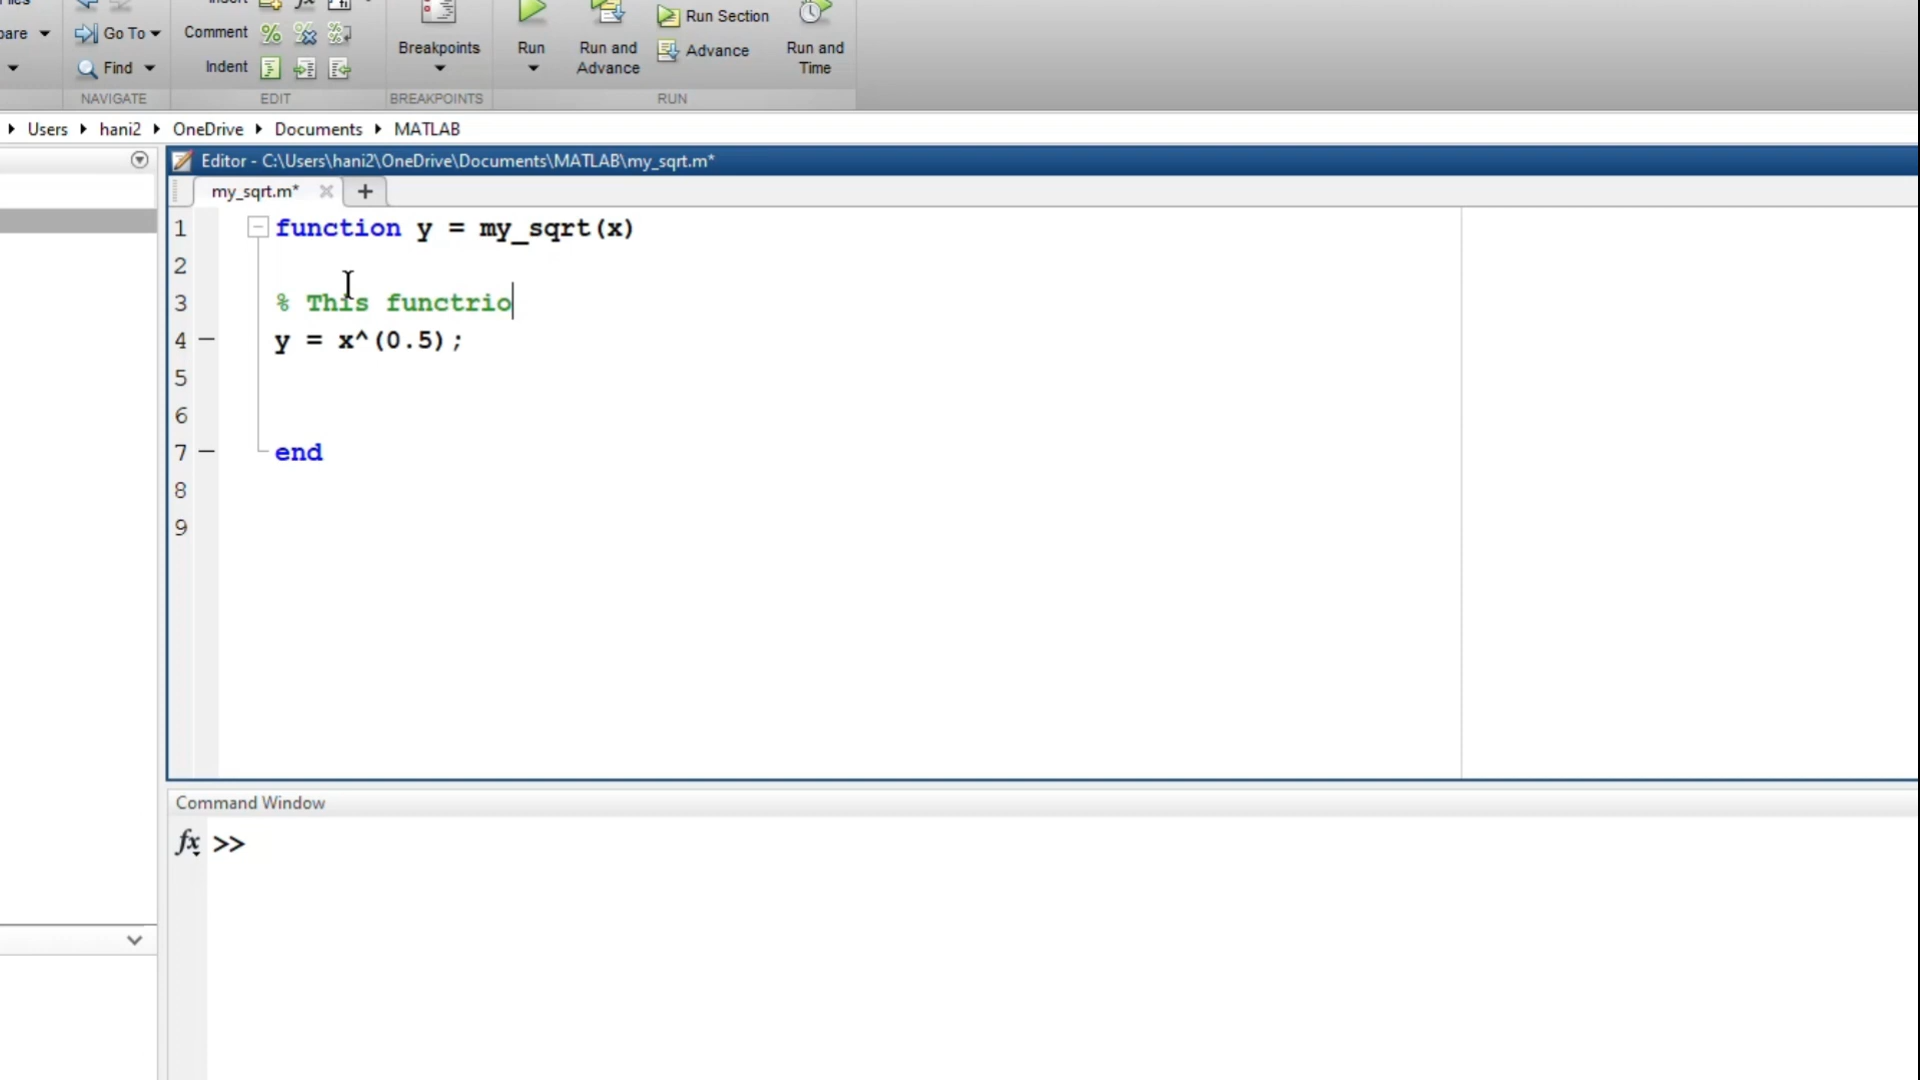 Go To
Comment
Breakpoints
Run
Run and
Advance
Run Section
Advance
Run and
Time
Find
Indent
NAVIGATE
EDIT
BREAKPOINTS
RUN
Users hani2 OneDrive Documents MATLAB
Editor - C:\Users\hani2\OneDrive\Documents\MATLAB\my_sqrt.m*
my_sqrt.m*
1 function y = my_sqrt(x)
2
3 % This functrio
4 y = x^(0.5);
5
6
7 end
8
9
Command Window
fx >>